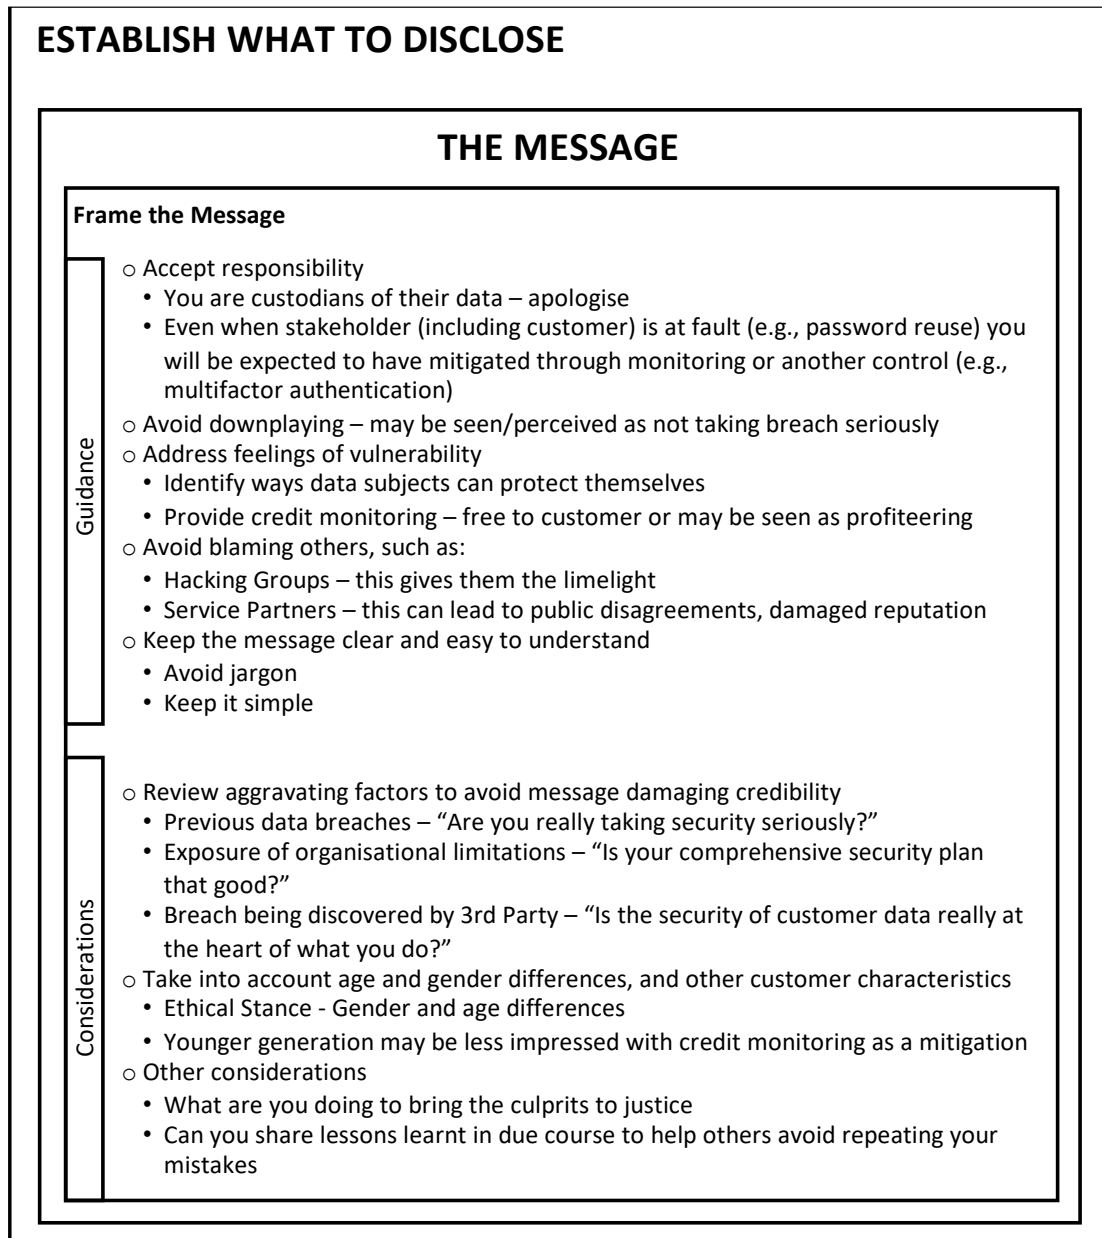 ESTABLISH WHAT TO DISCLOSE
THE MESSAGE
Frame the Message
Guidance
o Accept responsibility
• You are custodians of their data – apologise
• Even when stakeholder (including customer) is at fault (e.g., password reuse) you
will be expected to have mitigated through monitoring or another control (e.g.,
multifactor authentication)
o Avoid downplaying – may be seen/perceived as not taking breach seriously
o Address feelings of vulnerability
• Identify ways data subjects can protect themselves
• Provide credit monitoring – free to customer or may be seen as profiteering
o Avoid blaming others, such as:
• Hacking Groups – this gives them the limelight
• Service Partners – this can lead to public disagreements, damaged reputation
o Keep the message clear and easy to understand
• Avoid jargon
• Keep it simple
Considerations
o Review aggravating factors to avoid message damaging credibility
• Previous data breaches – “Are you really taking security seriously?”
• Exposure of organisational limitations – “Is your comprehensive security plan
that good?”
• Breach being discovered by 3rd Party – “Is the security of customer data really at
the heart of what you do?”
o Take into account age and gender differences, and other customer characteristics
• Ethical Stance - Gender and age differences
• Younger generation may be less impressed with credit monitoring as a mitigation
o Other considerations
• What are you doing to bring the culprits to justice
• Can you share lessons learnt in due course to help others avoid repeating your
mistakes